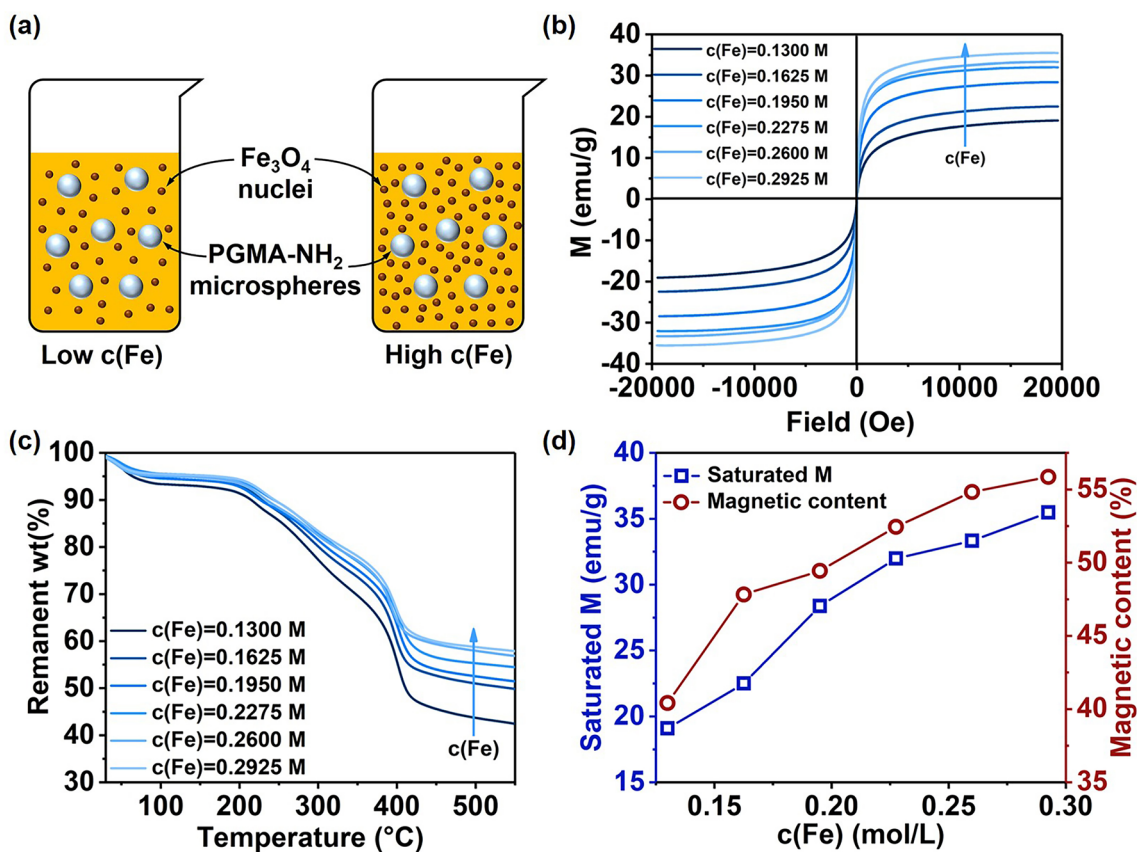 (a)
Fe₃O₄
nuclei
PGMA-NH₂
microspheres
Low c(Fe)
High c(Fe)
(b)
c(Fe)=0.1300 M
c(Fe)=0.1625 M
c(Fe)=0.1950 M
c(Fe)=0.2275 M
c(Fe)=0.2600 M
c(Fe)=0.2925 M
c(Fe)
M (emu/g)
40
30
20
10
0
-10
-20
-30
-40
-20000 -10000 0 10000 20000
Field (Oe)
(c)
Remanent wt(%)
100
90
80
70
60
50
40
30
c(Fe)=0.1300 M
c(Fe)=0.1625 M
c(Fe)=0.1950 M
c(Fe)=0.2275 M
c(Fe)=0.2600 M
c(Fe)=0.2925 M
c(Fe)
100 200 300 400 500
Temperature (°C)
(d)
Saturated M
Magnetic content
Saturated M (emu/g)
40
35
30
25
20
15
Magnetic content (%)
55
50
45
40
35
0.15 0.20 0.25 0.30
c(Fe) (mol/L)